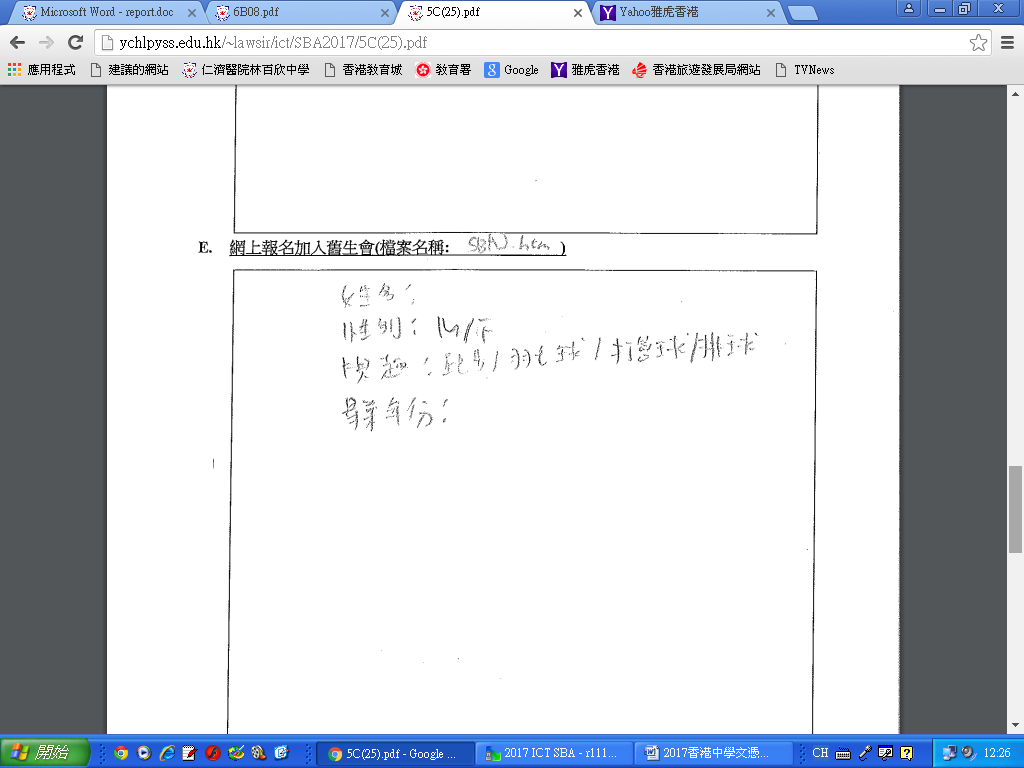 Microsoft Word - report.doc
6B08.pdf
5C(25).pdf
Yahoo雅虎香港
ychlpyss.edu.hk/~lawsir/ict/SBA2017/5C(25).pdf
應用程式
建議的網站
仁濟醫院林百欣中學
香港教育城
教育署
Google
雅虎香港
香港旅遊發展局網站
TVNews
E. 網上報名加入舊生會(檔案名稱: .htm )
姓名:
性別: M/F
興趣: 跑步/羽毛球/打籃球/排球
畢業年份:
開始
5C(25).pdf - Google ...
2017 ICT SBA - r111...
2017香港中學文憑...
CH
12:26